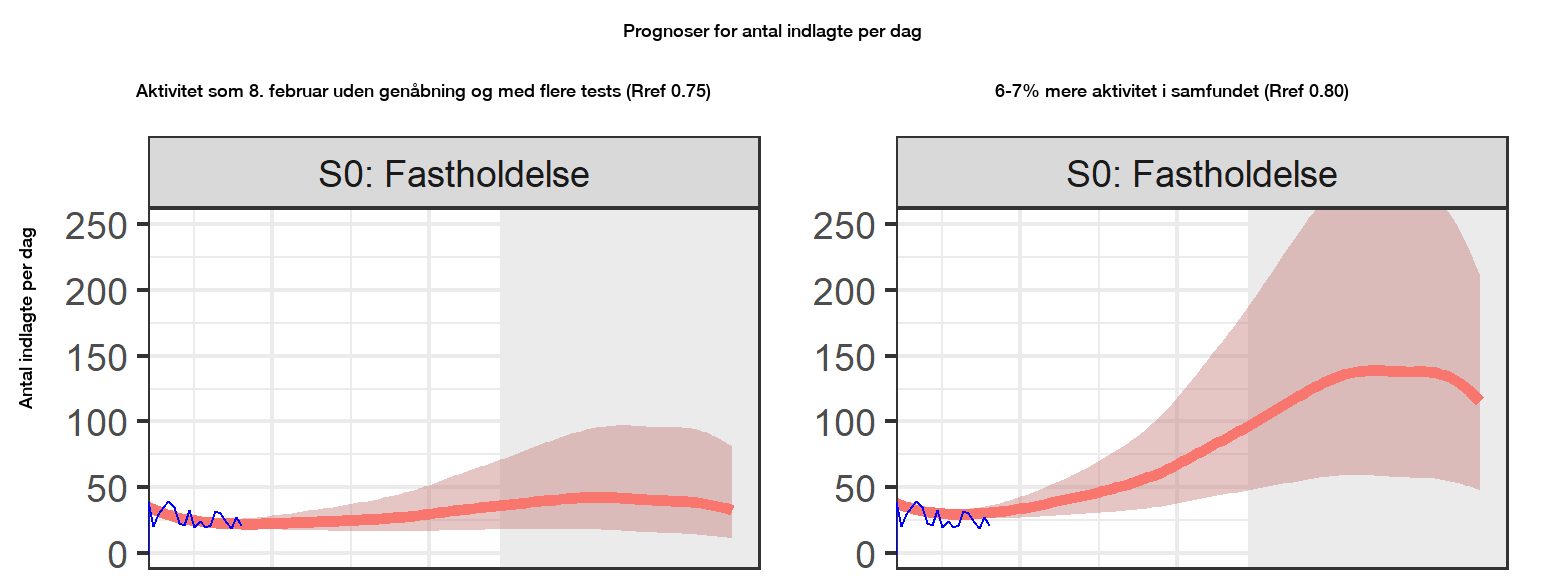 Prognoser for antal indlagte per dag
Aktivitet som 8. februar uden genåbning og med flere tests (Rref 0.75)
6-7% mere aktivitet i samfundet (Rref 0.80)
S0: Fastholdelse
S0: Fastholdelse
Antal indlagte per dag
250
200
150
100
50
0
250
200
150
100
50
0